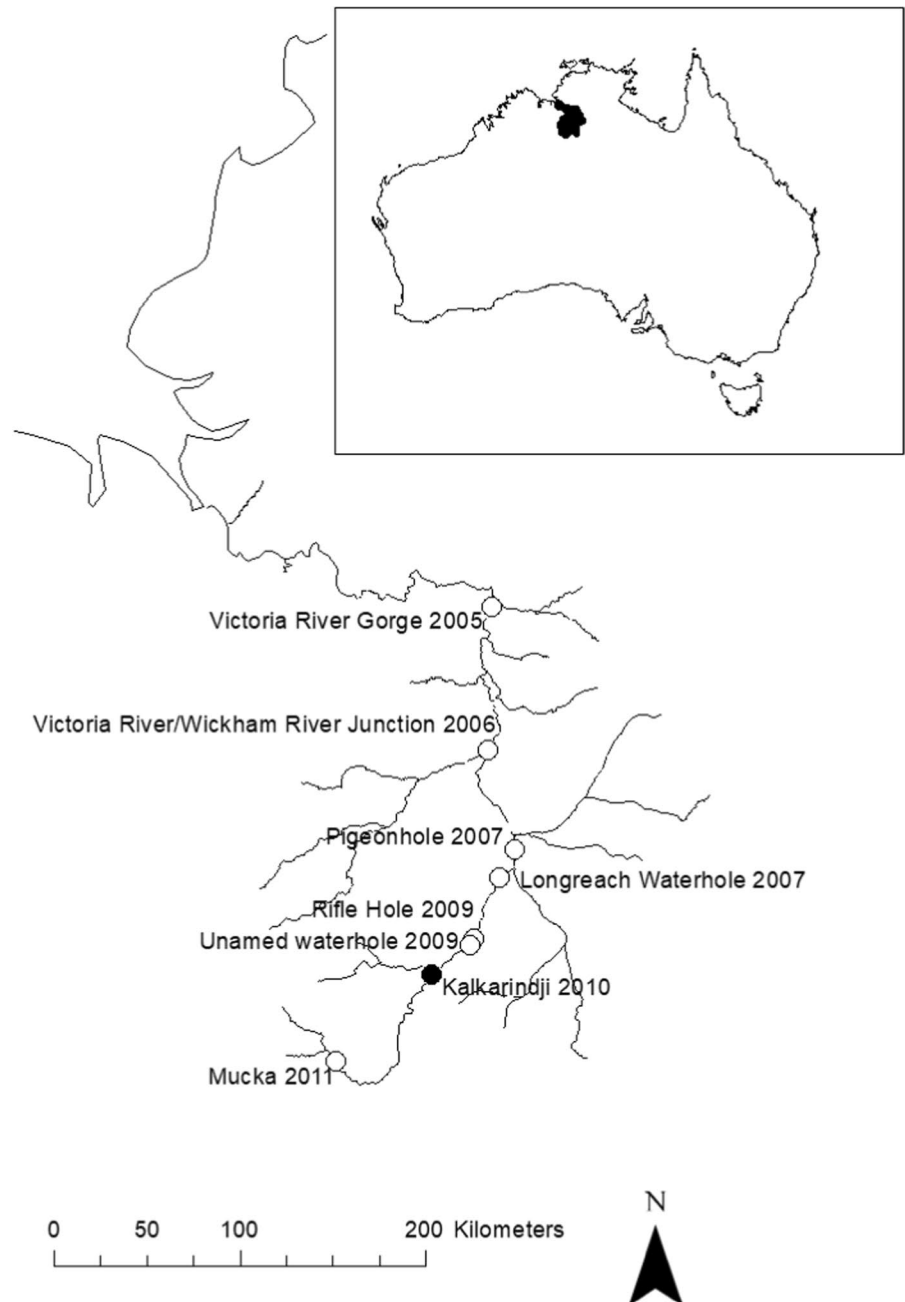 Victoria River Gorge 2005
Victoria River/Wickham River Junction 2006
Pigeonhole 2007
Longreach Waterhole 2007
Rifle Hole 2009
Unamed waterhole 2009
Kalkarindji 2010
Mucka 2011
N
0 50 100 200 Kilometers